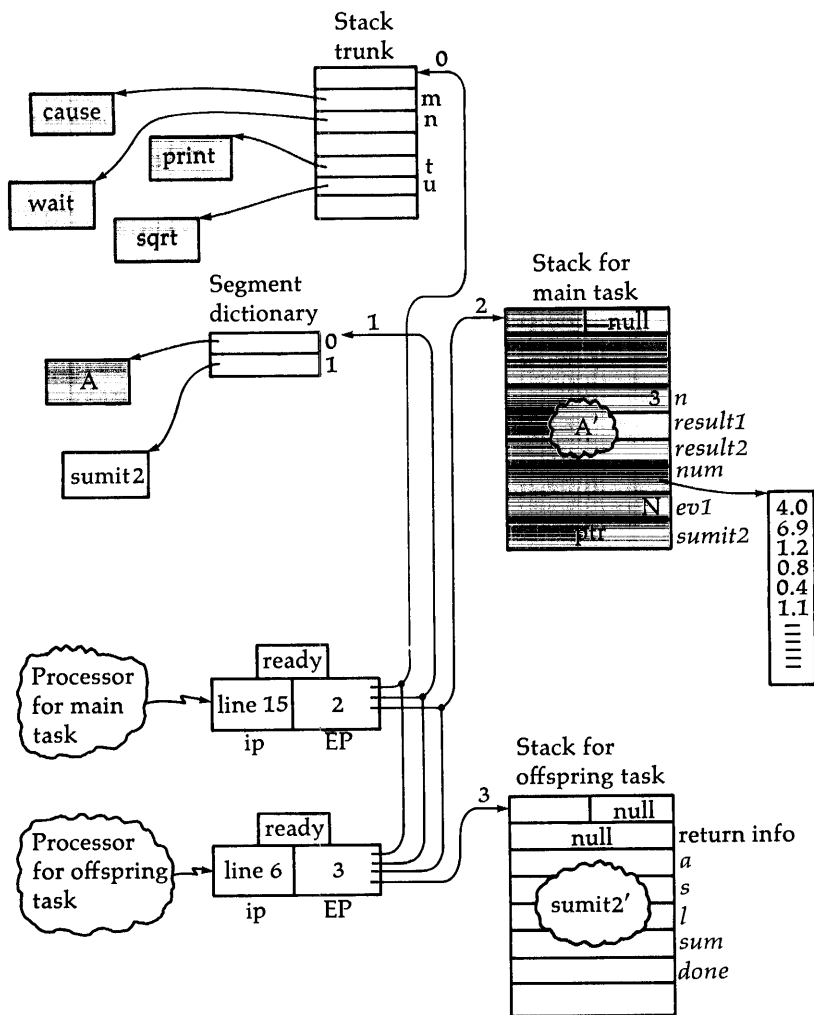 Stack
trunk
0
m
n
t
u
cause
print
wait
sqrt
Segment
dictionary
1
0
1
A
sumit2
Stack for
main task
2
null
3 n
A′
result1
result2
num
N ev1
ptr sumit2
4.0
6.9
1.2
0.8
0.4
1.1
Processor
for main
task
ready
line 15 2
ip EP
Processor
for offspring
task
ready
line 6 3
ip EP
Stack for
offspring task
3
null
null return info
a
s
sumit2′
l
sum
done